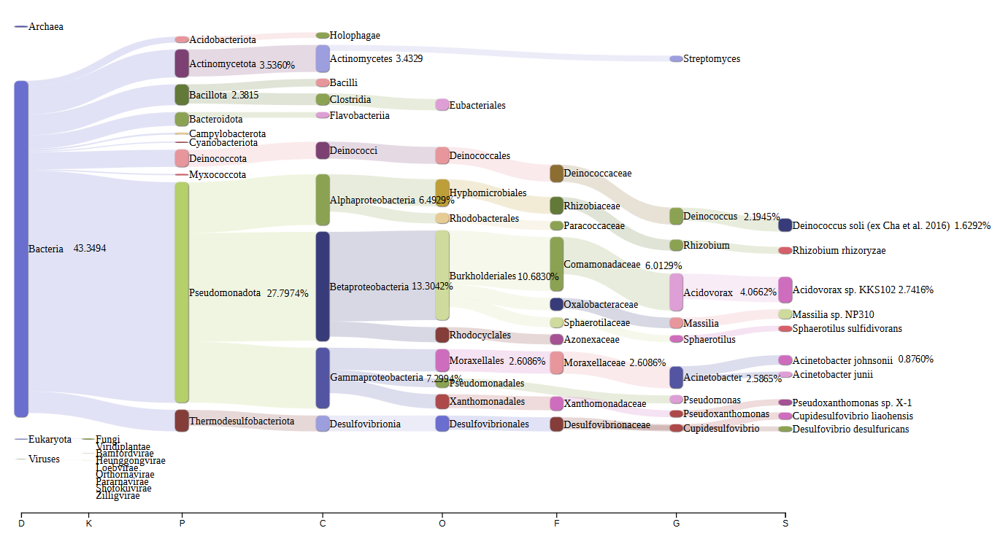 Archaea
Acidobacteriota
Holophagae
Actinomycetota 3.5360%
Actinomycetes 3.4329
Streptomyces
Bacilli
Bacillota 2.3815
Clostridia
Eubacteriales
Bacteroidota
Flavobacteriia
Campylobacterota
Cyanobacteriota
Deinococcota
Deinococci
Deinococcales
Deinococcaceae
Myxococcota
Hyphomicrobiales
Alphaproteobacteria 6.4929%
Rhizobiaceae
Rhodobacterales
Paracoccaceae
Deinococcus 2.1945%
Deinococcus soli (ex Cha et al. 2016) 1.6292%
Rhizobium
Rhizobium rhizoryzae
Bacteria 43.3494
Comamonadaceae 6.0129%
Burkholderiales 10.6830%
Betaproteobacteria 13.3042%
Pseudomonadota 27.7974%
Acidovorax 4.0662%
Acidovorax sp. KKS102 2.7416%
Oxalobacteraceae
Massilia sp. NP310
Sphaerotilaceae
Massilia
Sphaerotilus sulfidivorans
Rhodocyclales
Azonexaceae
Sphaerotilus
Moraxellales 2.6086%
Moraxellaceae 2.6086%
Acinetobacter johnsonii 0.8760%
Gammaproteobacteria 7.2994%
Pseudomonadales
Acinetobacter 2.5865%
Acinetobacter junii
Xanthomonadales
Xanthomonadaceae
Pseudomonas
Pseudoxanthomonas sp. X-1
Pseudoxanthomonas
Cupidesulfovibrio liaohensis
Thermodesulfobacteriota
Desulfovibrionia
Desulfovibrionales
Desulfovibrionaceae
Cupidesulfovibrio
Desulfovibrio desulfuricans
Eukaryota
Fungi
Viridiplantae
Bamfordvirae
Viruses
Heunggongvirae
Loebvirae
Orthornavirae
Pararnavirae
Shotokuvirae
Zilligvirae
D K P C O F G S